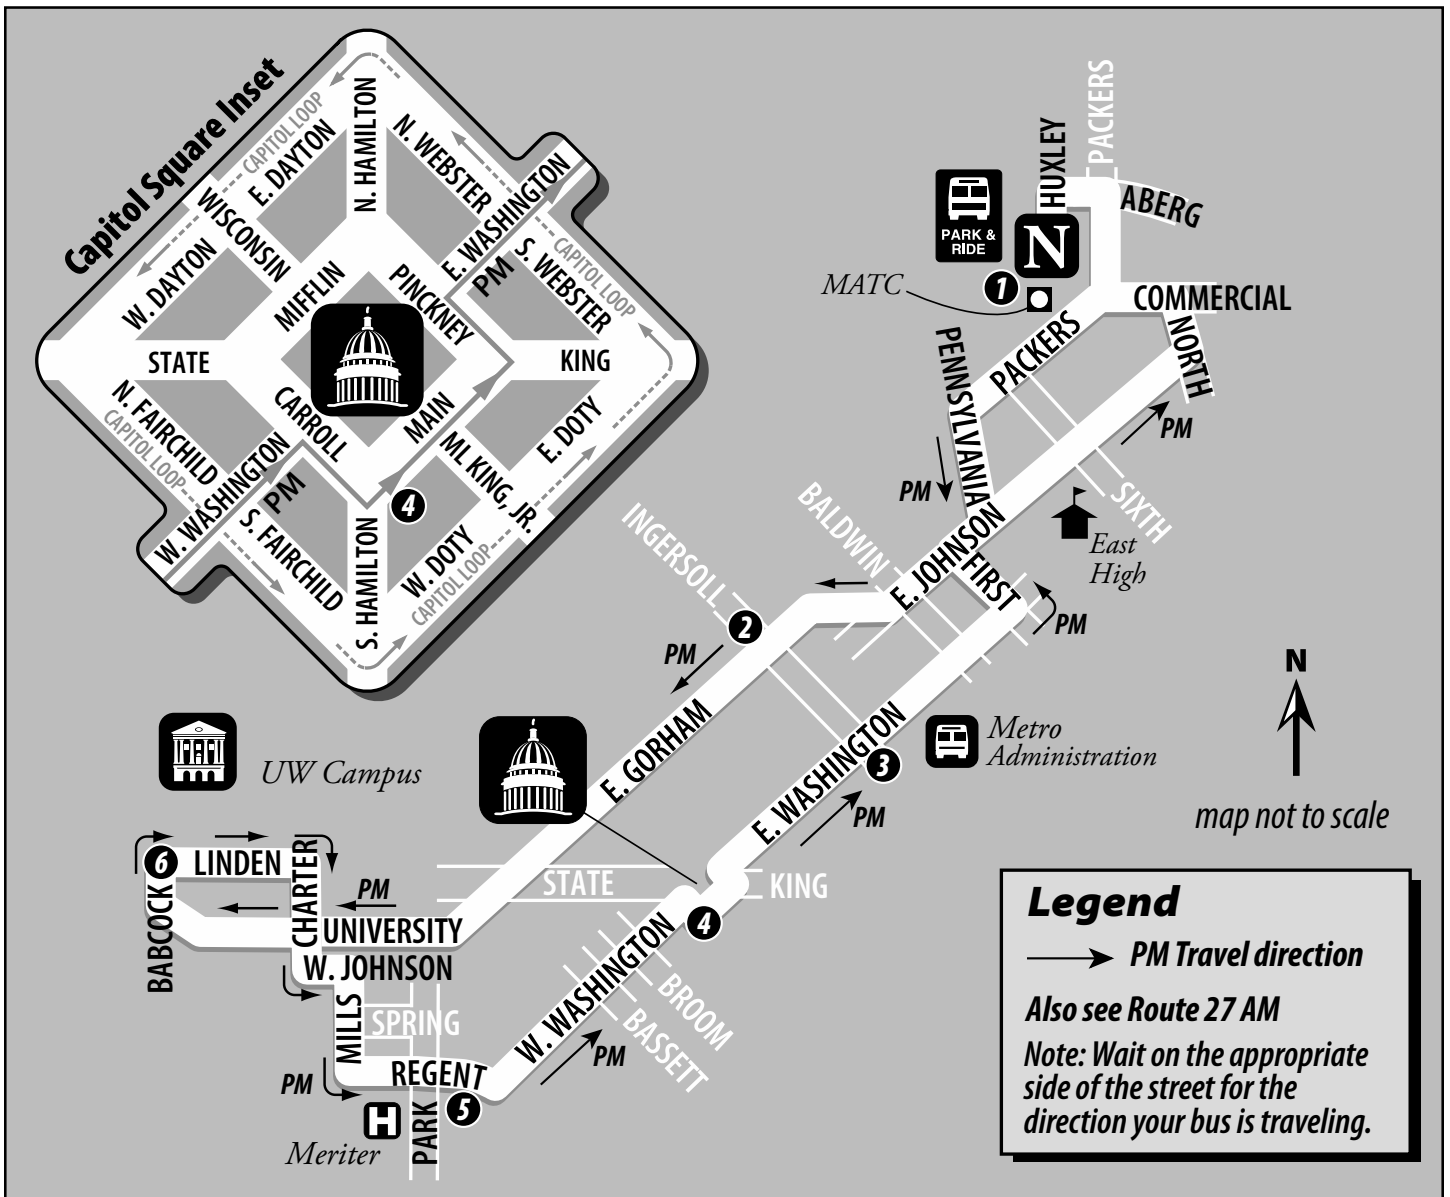 Capitol Square Inset
CAPITOL LOOP
E. DAYTON
N. HAMILTON
N. WEBSTER
E. WASHINGTON
PM
WISCONSIN
W. DAYTON
MIFFLIN
PINCKNEY
S. WEBSTER
CAPITOL LOOP
STATE
KING
N. FAIRCHILD
CAPITOL LOOP
CARROLL
MAIN
ML KING, JR.
E. DOTY
W. WASHINGTON
PM
S. FAIRCHILD
S. HAMILTON
4
W. DOTY
CAPITOL LOOP
PACKERS
HUXLEY
ABERG
PARK &
RIDE
N
1
MATC
COMMERCIAL
NORTH
PACKERS
PENNSYLVANIA
PM
PM
SIXTH
East
High
BALDWIN
INGERSOLL
E. JOHNSON
FIRST
PM
2
PM
E. GORHAM
E. WASHINGTON
3
Metro
Administration
PM
N
map not to scale
UW Campus
6
LINDEN
CHARTER
BABCOCK
PM
UNIVERSITY
STATE
KING
4
W. JOHNSON
MILLS
SPRING
W. WASHINGTON
BROOM
BASSETT
PM
PM
REGENT
5
H
PARK
Meriter
Legend
PM Travel direction
Also see Route 27 AM
Note: Wait on the appropriate
side of the street for the
direction your bus is traveling.